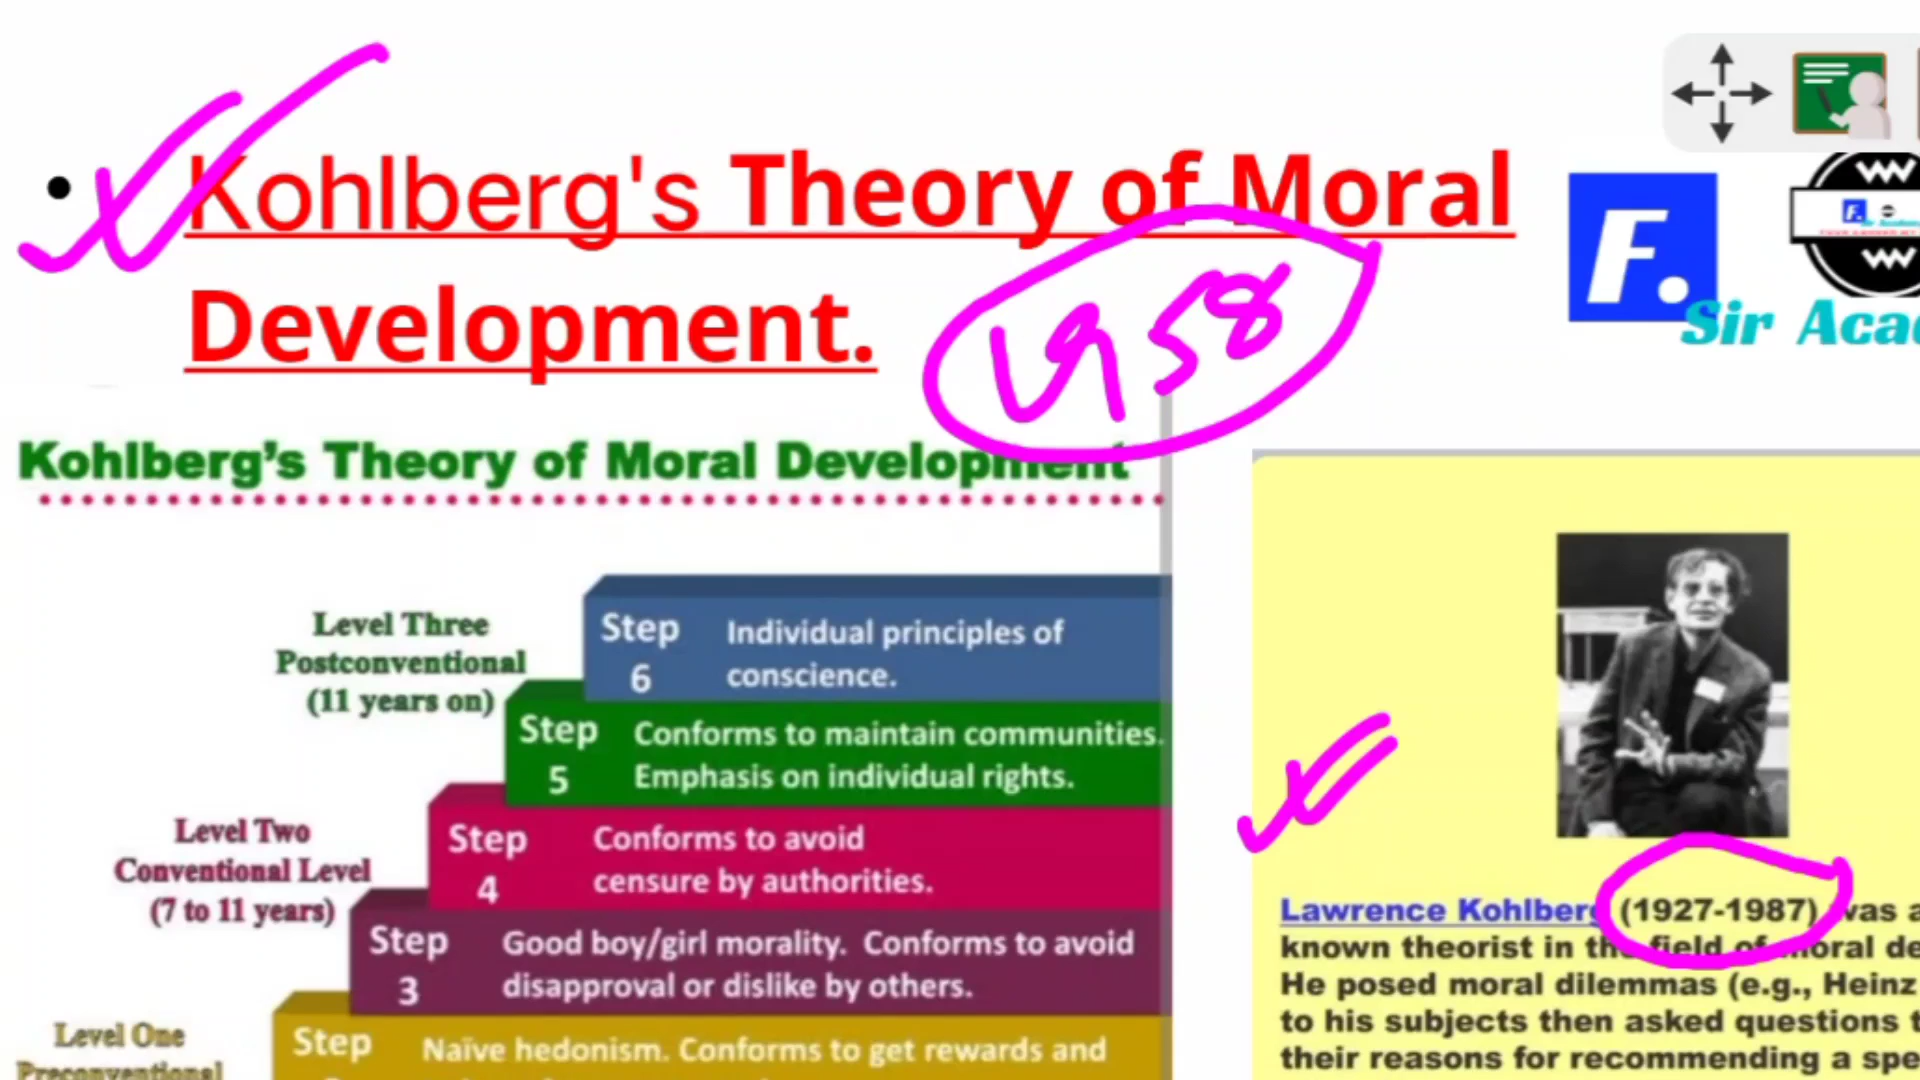 Kohlberg's Theory of Moral
Development.
1958
F.
Sir Acad
Kohlberg's Theory of Moral Development
Level Three
Postconventional
(11 years on)
Step 6
Individual principles of
conscience.
Step 5
Conforms to maintain communities.
Emphasis on individual rights.
Level Two
Conventional Level
(7 to 11 years)
Step 4
Conforms to avoid
censure by authorities.
Step 3
Good boy/girl morality. Conforms to avoid
disapproval or dislike by others.
Level One
Preconventional
Step
Naïve hedonism. Conforms to get rewards and
Lawrence Kohlberg (1927-1987) was a
known theorist in the field of moral de
He posed moral dilemmas (e.g., Heinz
to his subjects then asked questions t
their reasons for recommending a spe